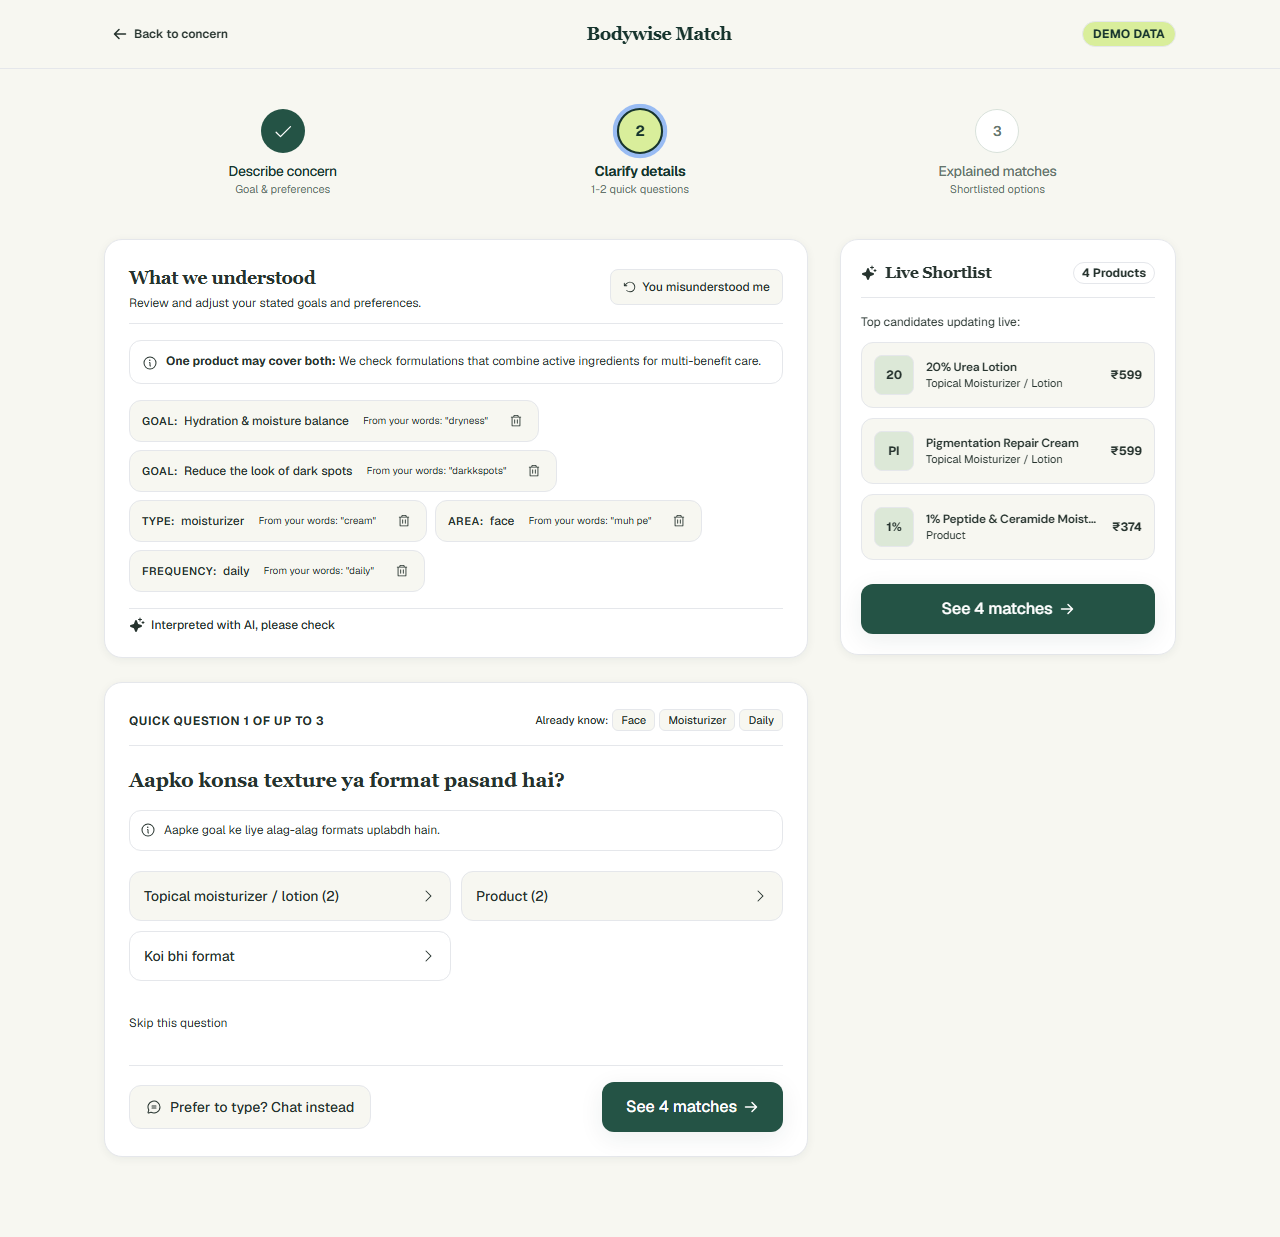 Back to concern
Bodywise Match
DEMO DATA
2
3
Describe concern
Goal & preferences
Clarify details
1-2 quick questions
Explained matches
Shortlisted options
What we understood
Review and adjust your stated goals and preferences.
You misunderstood me
One product may cover both: We check formulations that combine active ingredients for multi-benefit care.
GOAL: Hydration & moisture balance From your words: "dryness"
GOAL: Reduce the look of dark spots From your words: "darkkspots"
TYPE: moisturizer From your words: "cream"
AREA: face From your words: "muh pe"
FREQUENCY: daily From your words: "daily"
Interpreted with AI, please check
Live Shortlist
4 Products
Top candidates updating live:
20
20% Urea Lotion
Topical Moisturizer / Lotion
₹599
PI
Pigmentation Repair Cream
Topical Moisturizer / Lotion
₹599
1%
1% Peptide & Ceramide Moist...
Product
₹374
See 4 matches
QUICK QUESTION 1 OF UP TO 3
Already know: Face Moisturizer Daily
Aapko konsa texture ya format pasand hai?
Aapke goal ke liye alag-alag formats uplabdh hain.
Topical moisturizer / lotion (2)
Product (2)
Koi bhi format
Skip this question
Prefer to type? Chat instead
See 4 matches